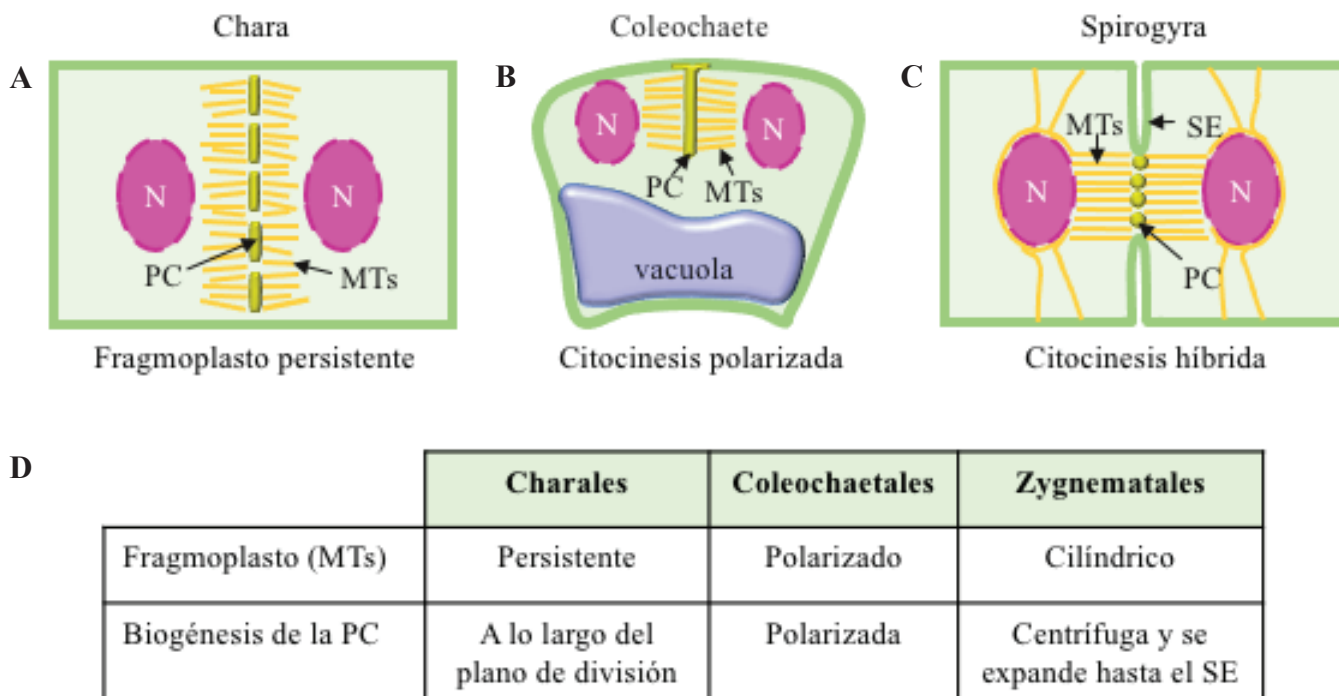 Chara
Coleochaete
Spirogyra
A
B
C
N
N
PC
MTs
N
N
PC
MTs
vacuola
MTs
SE
N
N
PC
Fragmoplasto persistente
Citocinesis polarizada
Citocinesis híbrida
D
Charales
Coleochaetales
Zygnematales
Fragmoplasto (MTs)
Persistente
Polarizado
Cilíndrico
Biogénesis de la PC
A lo largo del
plano de división
Polarizada
Centrífuga y se
expande hasta el SE